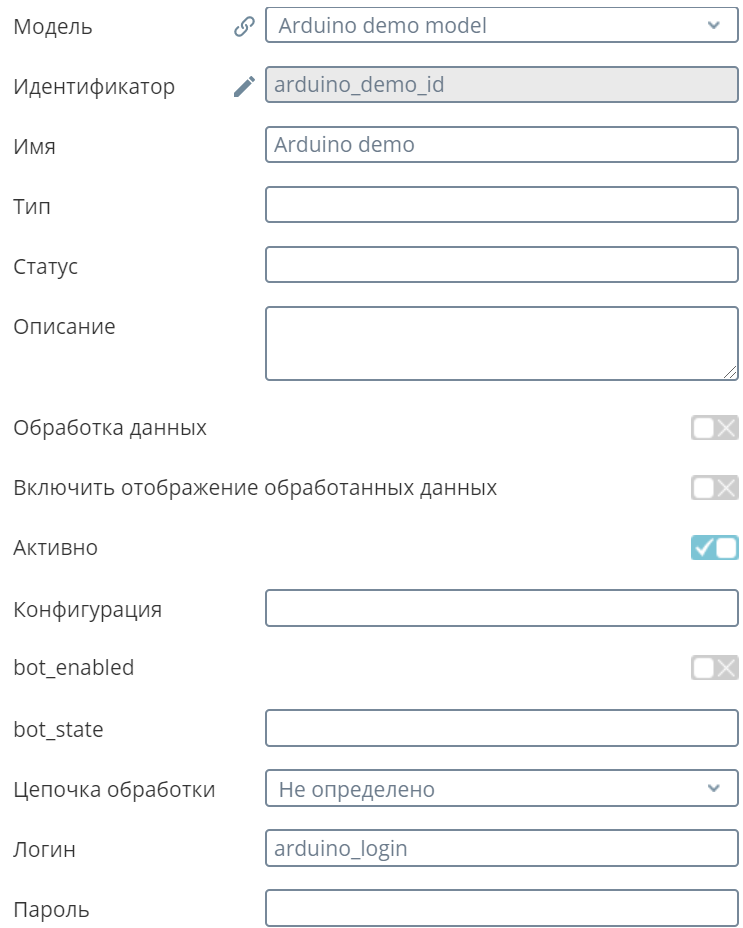 Модель Arduino demo model
Идентификатор arduino_demo_id
Имя Arduino demo
Тип
Статус
Описание
Обработка данных
Включить отображение обработанных данных
Активно
Конфигурация
bot_enabled
bot_state
Цепочка обработки Не определено
Логин arduino_login
Пароль